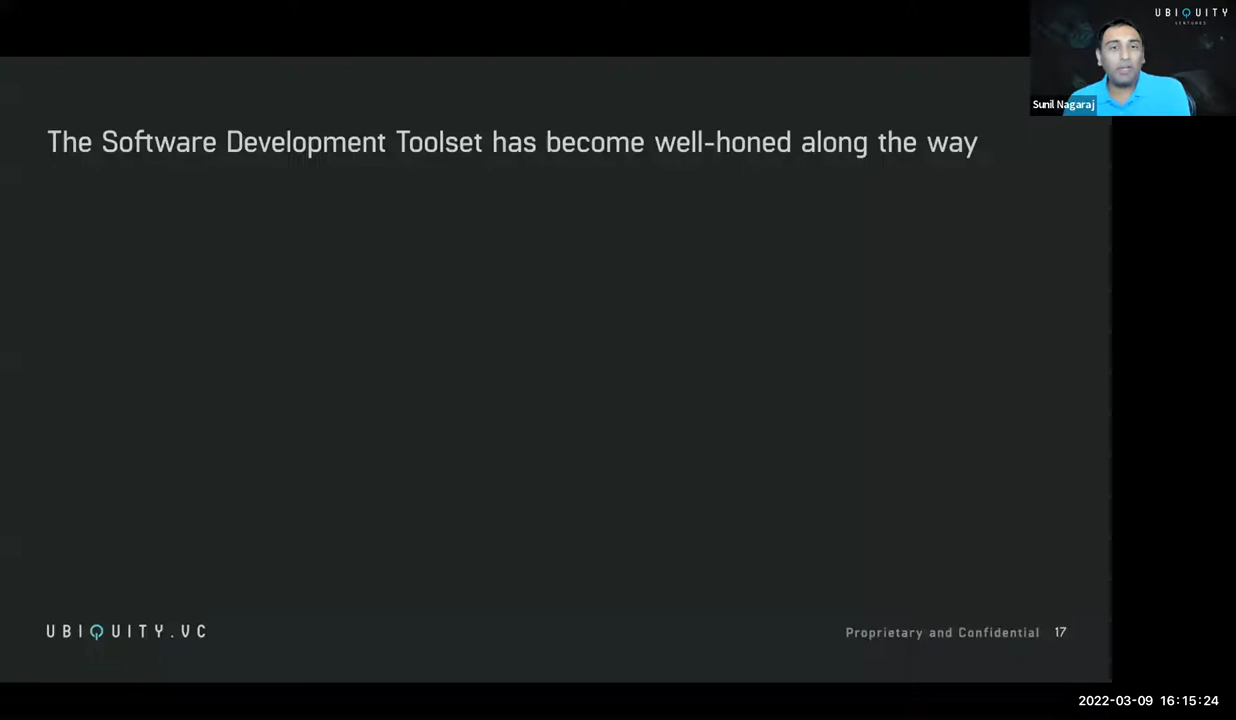 UBIQUITY
VENTURES
Sunil Nagaraj
The Software Development Toolset has become well-honed along the way
UBIQUITY.VC
Proprietary and Confidential 17
2022-03-09 16:15:24